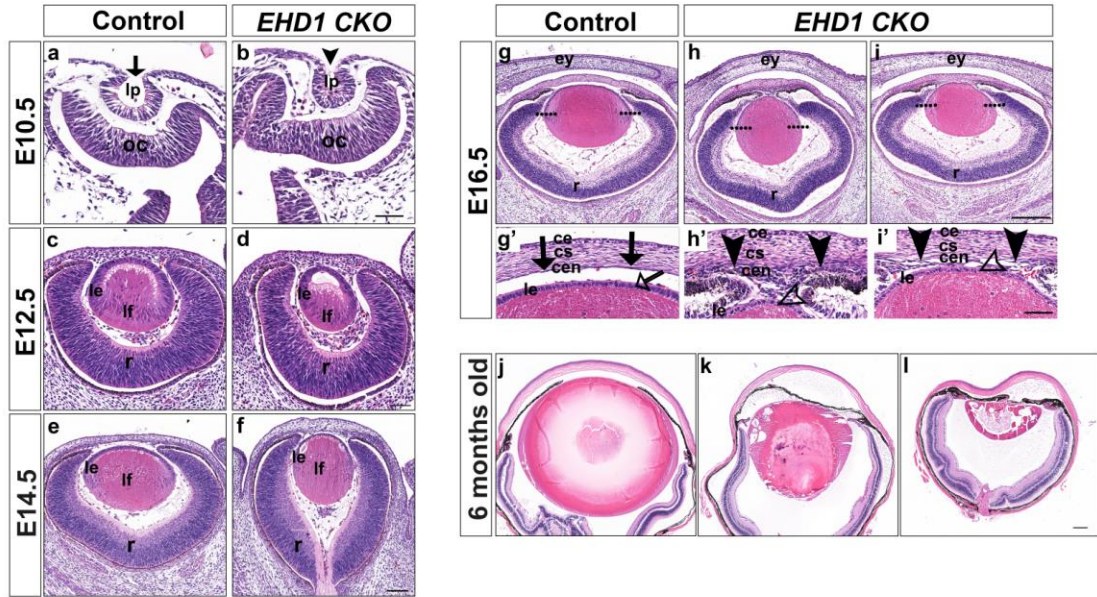 Control EHD1 CKO
E10.5
a b
lp lp
oc oc
E12.5
c d
le le
lf lf
r r
E14.5
e f
le le
lf lf
r r
Control EHD1 CKO
E16.5
g h i
ey ey ey
r r r
g’ h’ i’
ce ce ce
cs cs cs
cen cen cen
le le le
6 months old
j k l